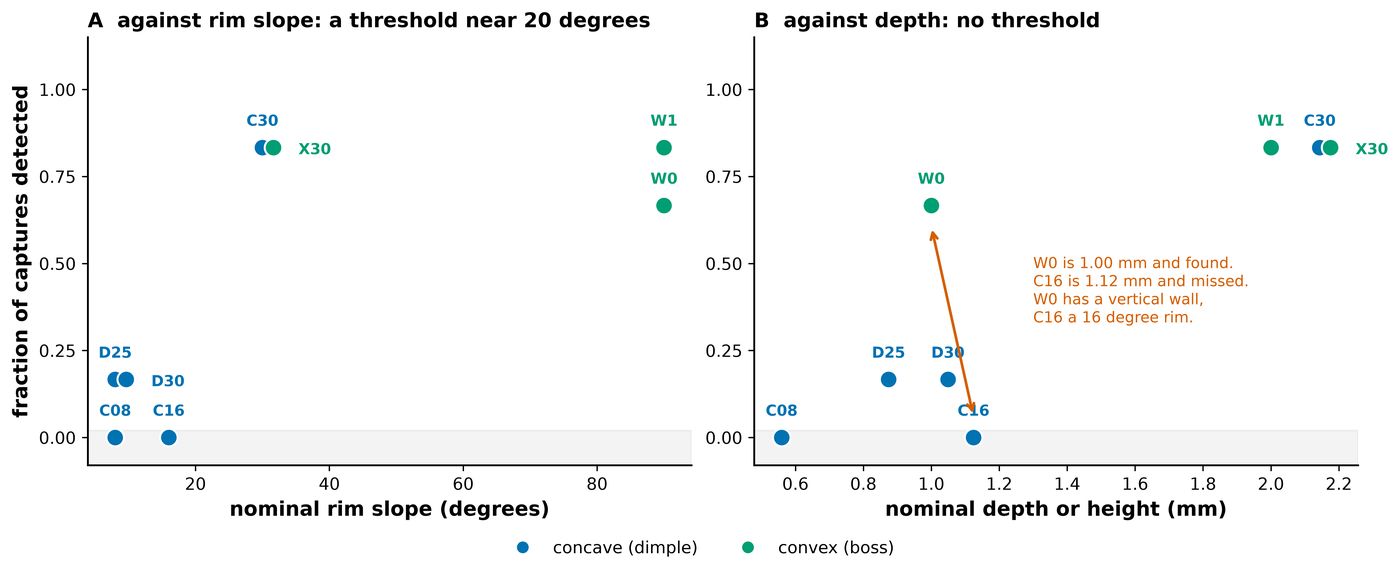 A against rim slope: a threshold near 20 degrees
fraction of captures detected
1.00
0.75
0.50
0.25
0.00
C30
X30
W1
W0
D25
D30
C08
C16
20
40
60
80
nominal rim slope (degrees)
B against depth: no threshold
1.00
0.75
0.50
0.25
0.00
W1
C30
X30
W0
W0 is 1.00 mm and found.
C16 is 1.12 mm and missed.
W0 has a vertical wall,
C16 a 16 degree rim.
D25
D30
C08
C16
0.6
0.8
1.0
1.2
1.4
1.6
1.8
2.0
2.2
nominal depth or height (mm)
concave (dimple)
convex (boss)